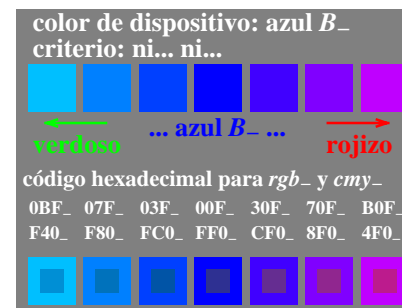 color de dispositivo: azul B_
criterio: ni... ni...
... azul B_ ...
verdoso rojizo
código hexadecimal para rgb_ y cmy_
0BF_ 07F_ 03F_ 00F_ 30F_ 70F_ B0F_
F40_ F80_ FC0_ FF0_ CF0_ 8F0_ 4F0_